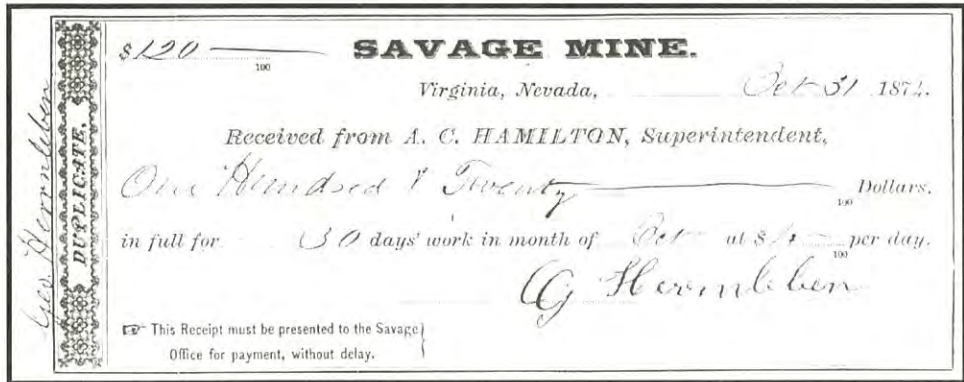 Geo Herrnleben
DUPLICATE.
$120 — 100 SAVAGE MINE.
Virginia, Nevada, Oct 31 1874.
Received from A. C. HAMILTON, Superintendent,
One Hundred & Twenty — 100 Dollars.
in full for 30 days' work in month of Oct at $4 — 100 per day.
G Herrnleben
☞ This Receipt must be presented to the Savage
Office for payment, without delay.